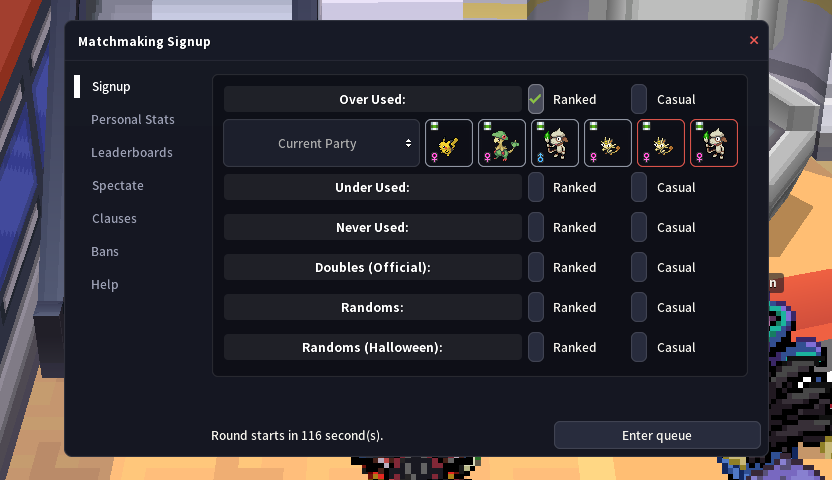 Matchmaking Signup
Signup
Personal Stats
Leaderboards
Spectate
Clauses
Bans
Help
Over Used: Ranked Casual
Current Party
Under Used: Ranked Casual
Never Used: Ranked Casual
Doubles (Official): Ranked Casual
Randoms: Ranked Casual
Randoms (Halloween): Ranked Casual
Round starts in 116 second(s).
Enter queue